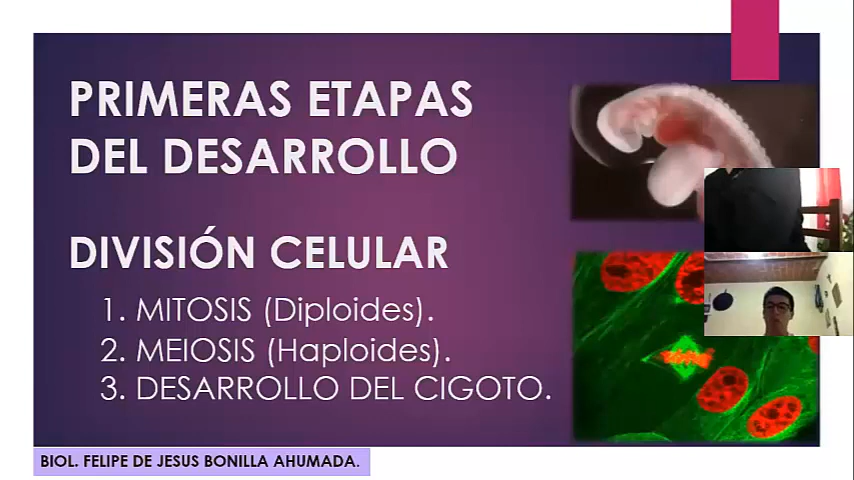 PRIMERAS ETAPAS
DEL DESARROLLO
DIVISIÓN CELULAR
1. MITOSIS (Diploides).
2. MEIOSIS (Haploides).
3. DESARROLLO DEL CIGOTO.
BIOL. FELIPE DE JESUS BONILLA AHUMADA.